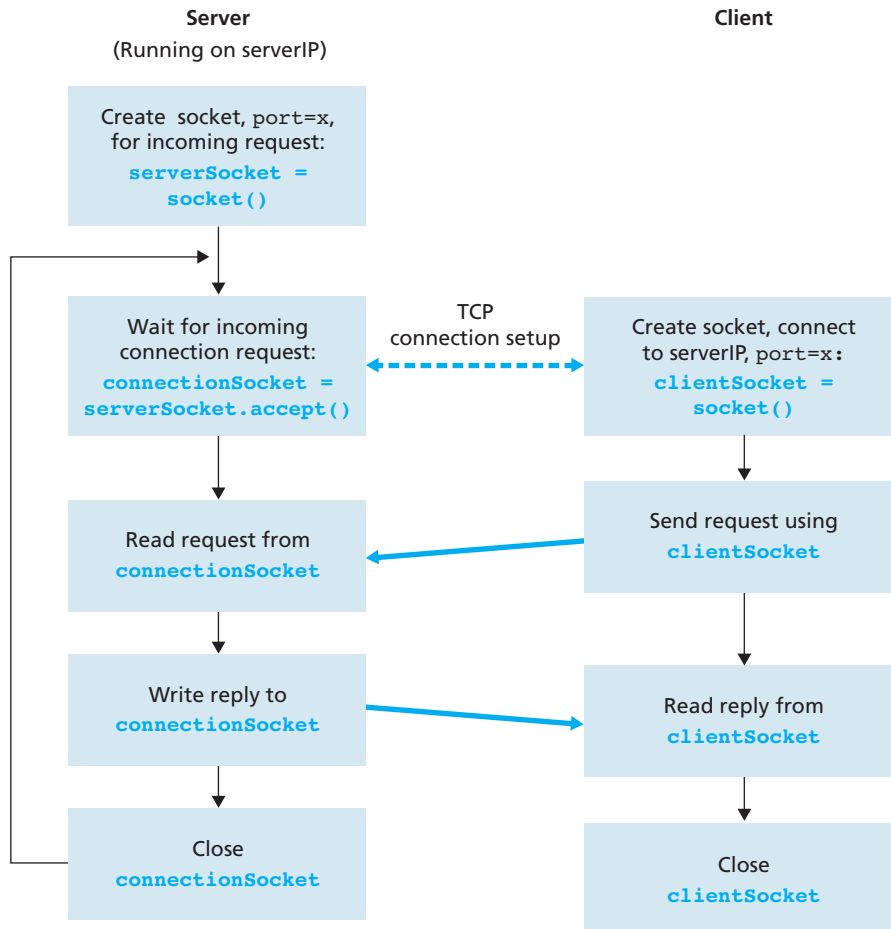 Server
(Running on serverIP)
Create socket, port=x,
for incoming request:
serverSocket =
socket()
Wait for incoming
connection request:
connectionSocket =
serverSocket.accept()
Read request from
connectionSocket
Write reply to
connectionSocket
Close
connectionSocket
TCP
connection setup
Client
Create socket, connect
to serverIP, port=x:
clientSocket =
socket()
Send request using
clientSocket
Read reply from
clientSocket
Close
clientSocket